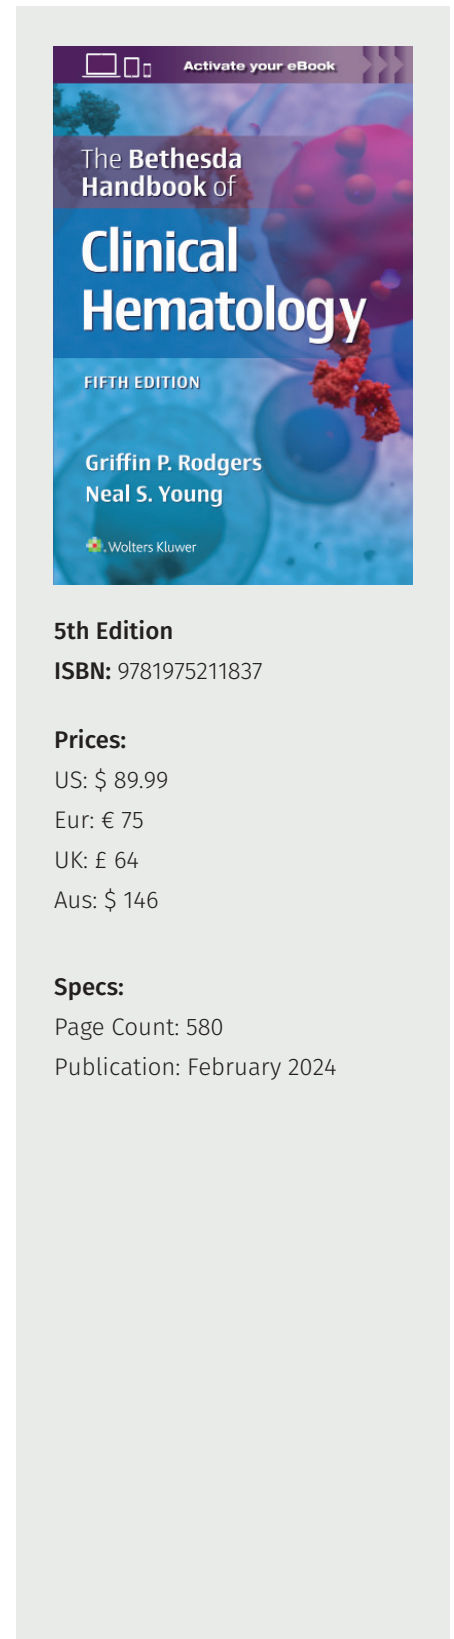 Activate your eBook
The Bethesda
Handbook of
Clinical
Hematology
FIFTH EDITION
Griffin P. Rodgers
Neal S. Young
Wolters Kluwer
5th Edition
ISBN: 9781975211837
Prices:
US: $ 89.99
Eur: € 75
UK: £ 64
Aus: $ 146
Specs:
Page Count: 580
Publication: February 2024